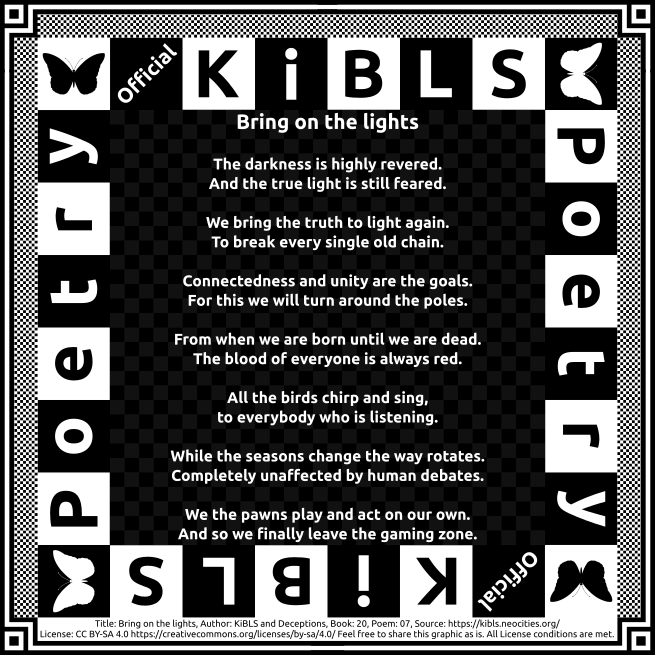 Official KiBLS
Poetry
Poetry
Bring on the lights
The darkness is highly revered.
And the true light is still feared.
We bring the truth to light again.
To break every single old chain.
Connectedness and unity are the goals.
For this we will turn around the poles.
From when we are born until we are dead.
The blood of everyone is always red.
All the birds chirp and sing,
to everybody who is listening.
While the seasons change the way rotates.
Completely unaffected by human debates.
We the pawns play and act on our own.
And so we finally leave the gaming zone.
Official KiBLS
Title: Bring on the lights, Author: KiBLS and Deceptions, Book: 20, Poem: 07, Source: https://kibls.neocities.org/
License: CC BY-SA 4.0 https://creativecommons.org/licenses/by-sa/4.0/ Feel free to share this graphic as is. All License conditions are met.